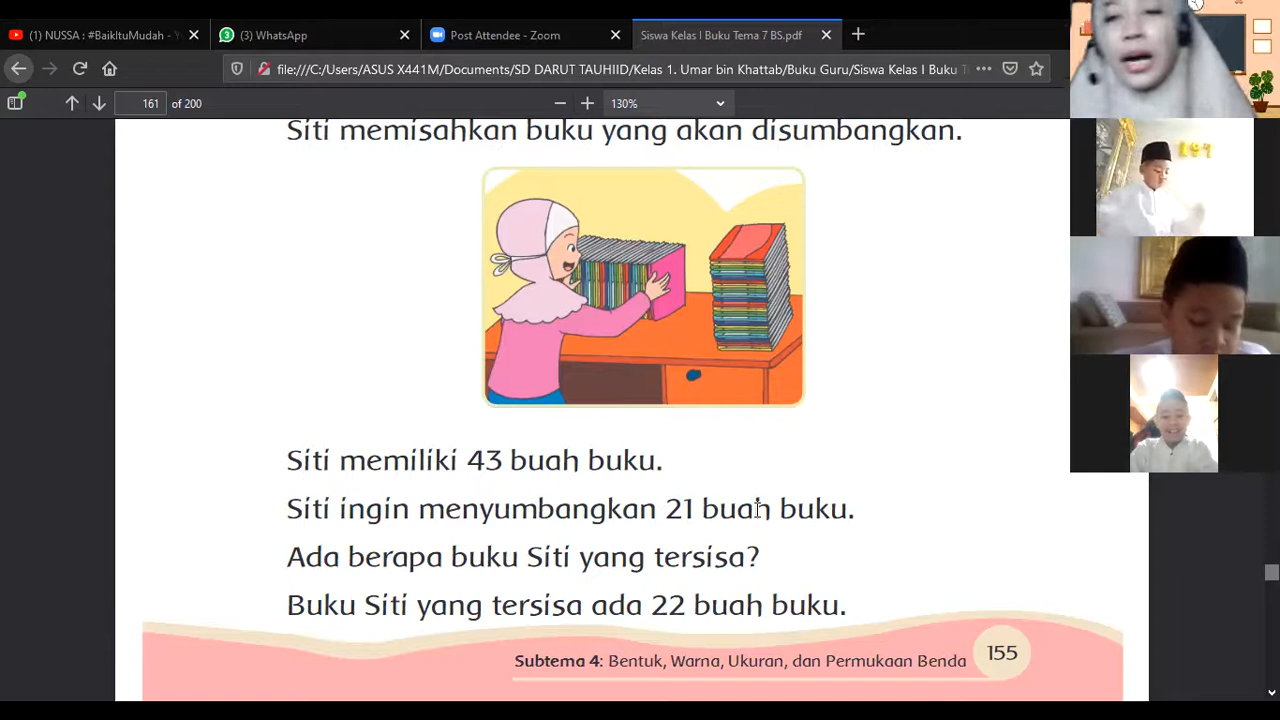 (1) NUSSA : #BaikItuMudah -
(3) WhatsApp
Post Attendee - Zoom
Siswa Kelas I Buku Tema 7 BS.pdf
file:///C:/Users/ASUS X441M/Documents/SD DARUT TAUHIID/Kelas 1. Umar bin Khattab/Buku Guru/Siswa Kelas I Buku
161 of 200
130%
Siti memisahkan buku yang akan disumbangkan.
Siti memiliki 43 buah buku.
Siti ingin menyumbangkan 21 buah buku.
Ada berapa buku Siti yang tersisa?
Buku Siti yang tersisa ada 22 buah buku.
Subtema 4: Bentuk, Warna, Ukuran, dan Permukaan Benda
155